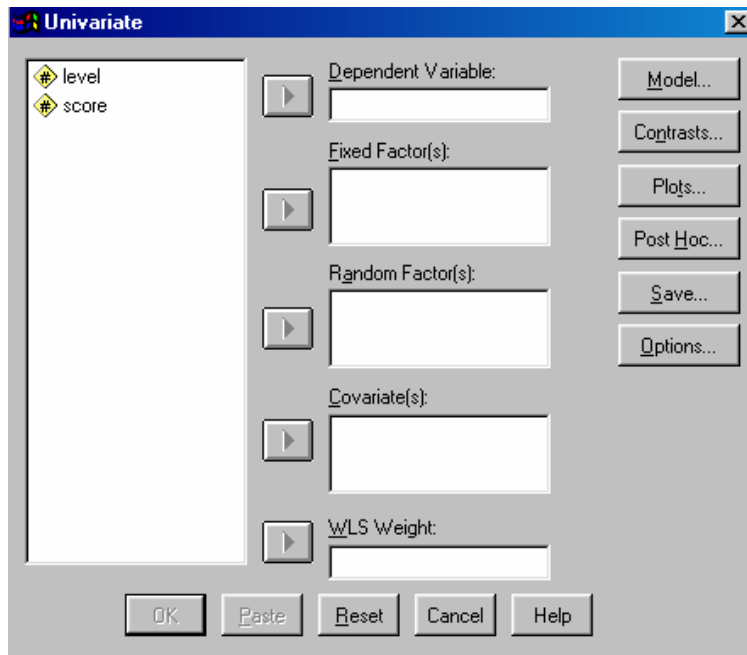 Univariate
level
score
Dependent Variable:
Fixed Factor(s):
Random Factor(s):
Covariate(s):
WLS Weight:
Model...
Contrasts...
Plots...
Post Hoc...
Save...
Options...
OK
Paste
Reset
Cancel
Help